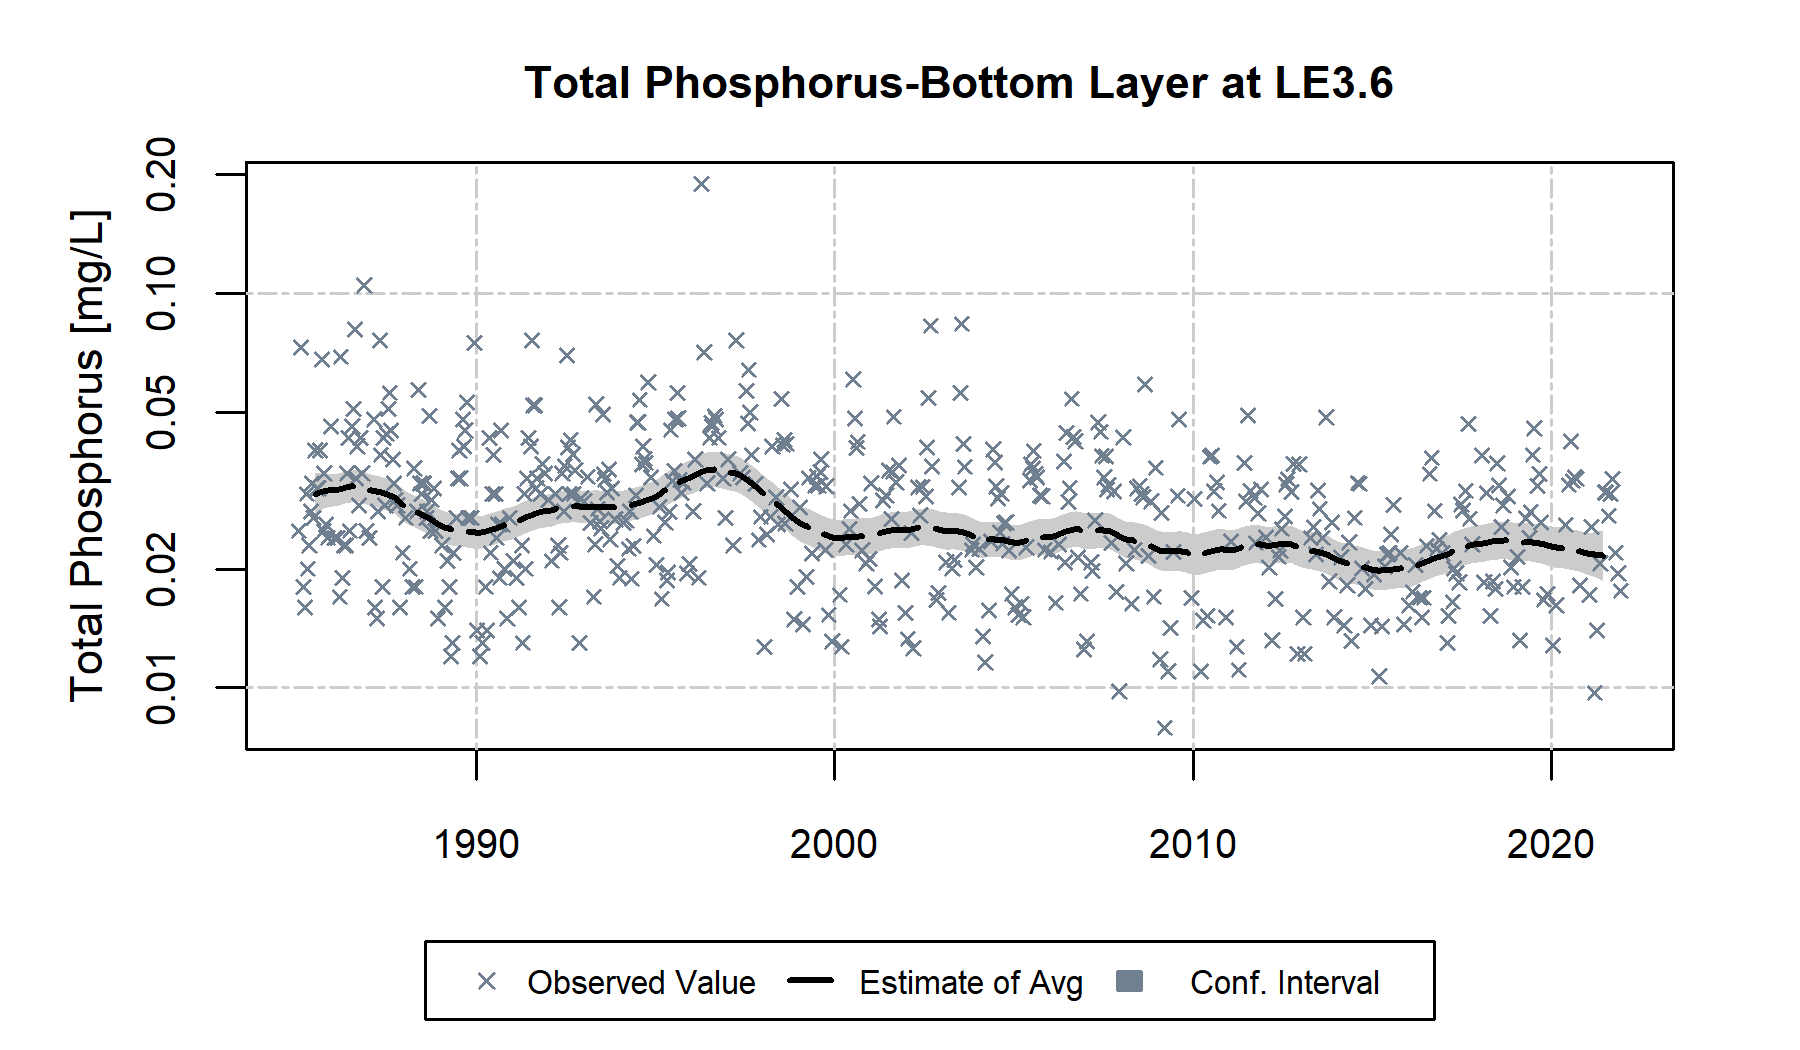 Total Phosphorus-Bottom Layer at LE3.6
Total Phosphorus [mg/L]
0.20
0.10
0.05
0.02
0.01
1990 2000 2010 2020
Observed Value Estimate of Avg Conf. Interval